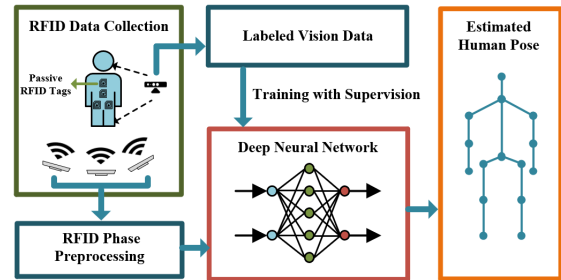 RFID Data Collection
Passive
RFID Tags
Labeled Vision Data
Training with Supervision
Deep Neural Network
RFID Phase
Preprocessing
Estimated
Human Pose